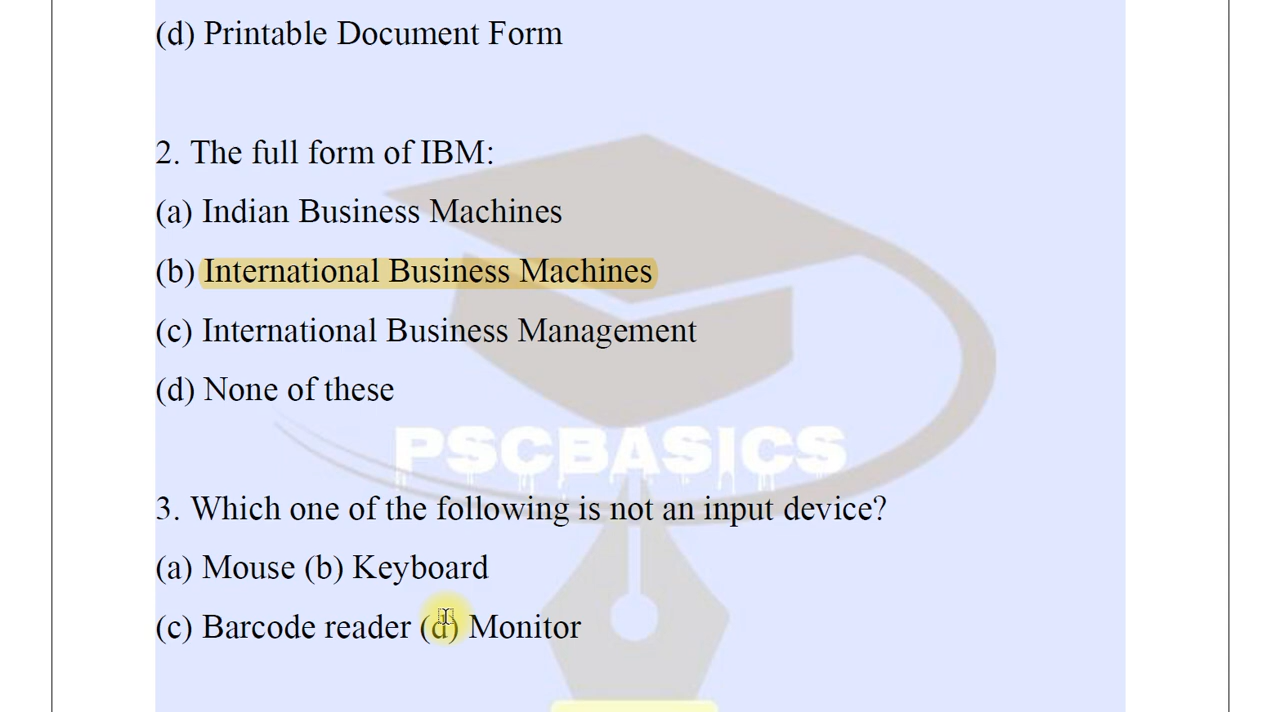 (d) Printable Document Form
2. The full form of IBM:
(a) Indian Business Machines
(b) International Business Machines
(c) International Business Management
(d) None of these
PSCBASICS
3. Which one of the following is not an input device?
(a) Mouse (b) Keyboard
(c) Barcode reader (d) Monitor